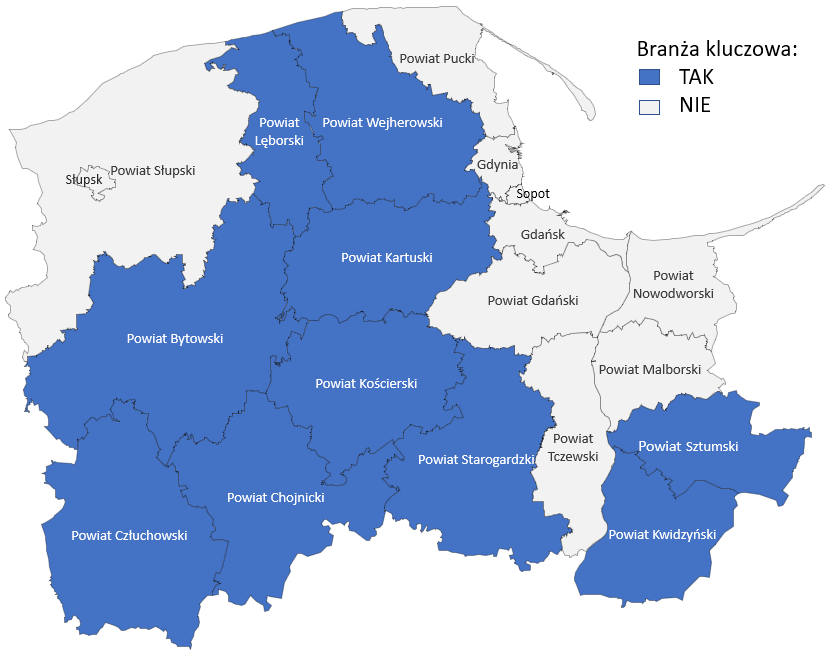 Branża kluczowa:
TAK
NIE
Powiat Pucki
Powiat
Lęborski
Powiat Wejherowski
Gdynia
Powiat Słupski
Słupsk
Sopot
Gdańsk
Powiat Kartuski
Powiat
Nowodworski
Powiat Gdański
Powiat Bytowski
Powiat Malborski
Powiat Kościerski
Powiat
Tczewski
Powiat Sztumski
Powiat Starogardzki
Powiat Chojnicki
Powiat Człuchowski
Powiat Kwidzyński